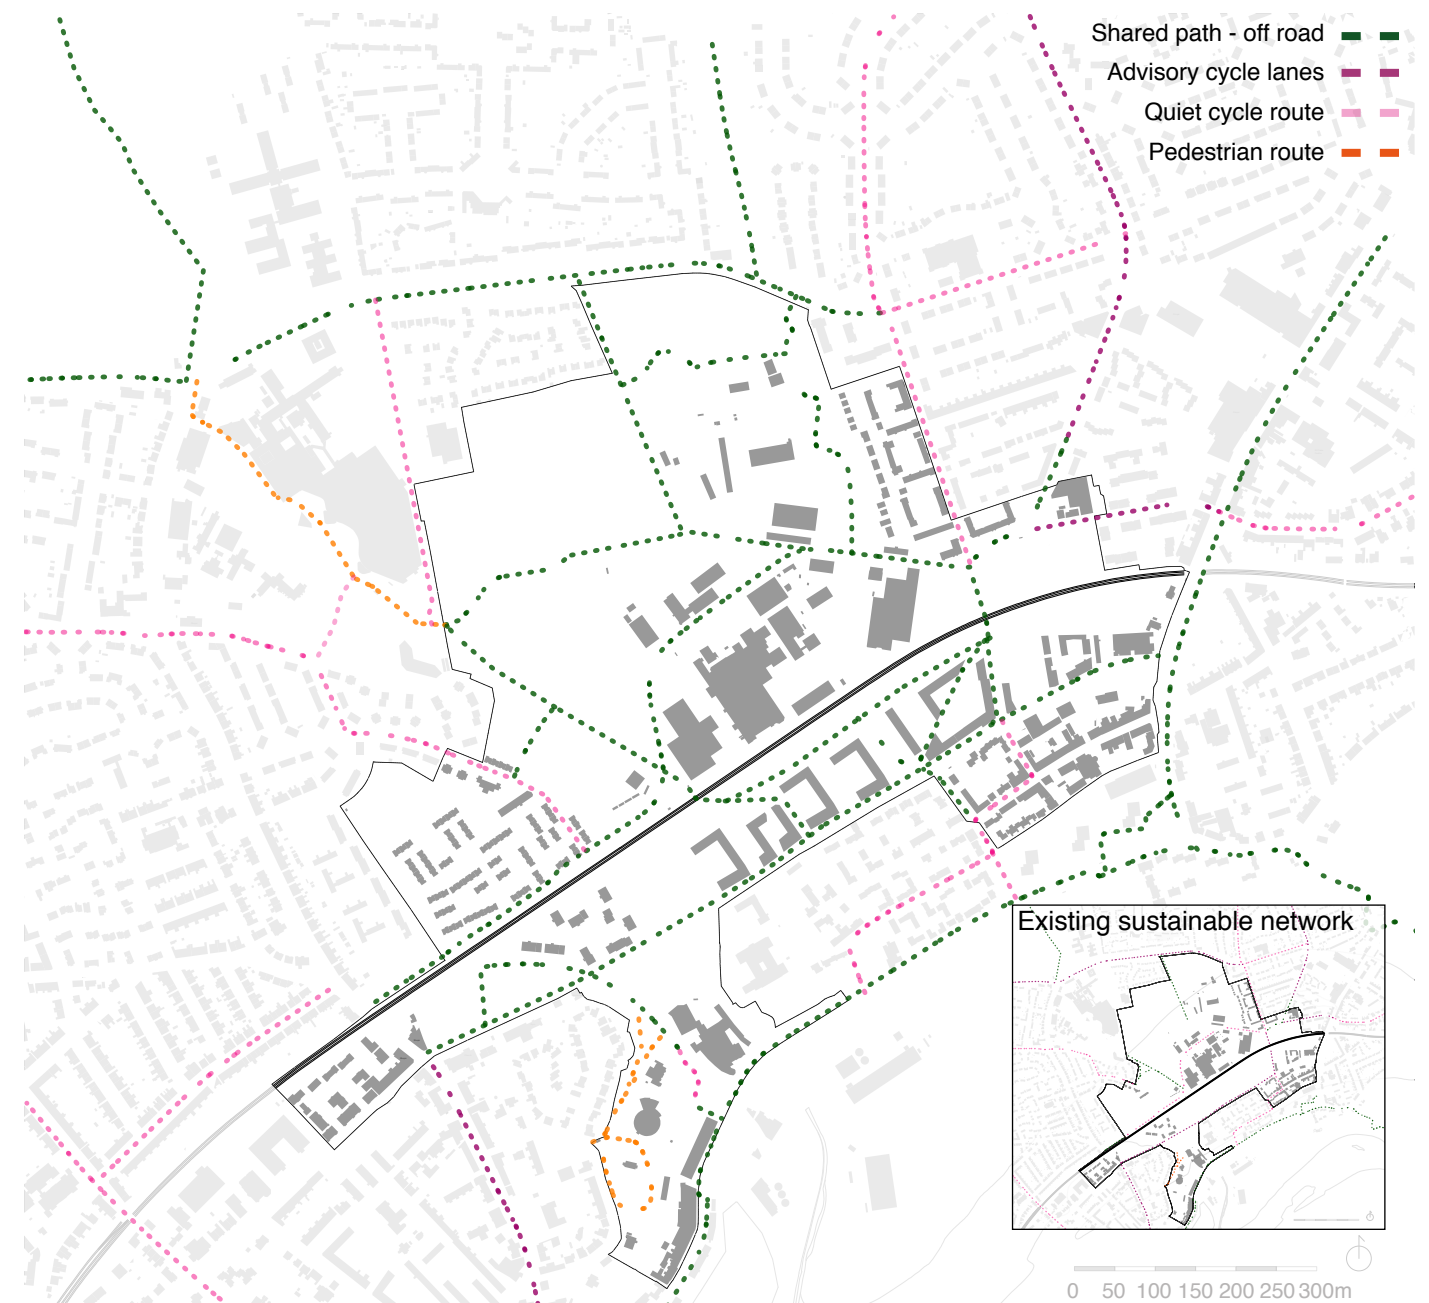 Shared path - off road
Advisory cycle lanes
Quiet cycle route
Pedestrian route
Existing sustainable network
0 50 100 150 200 250 300m